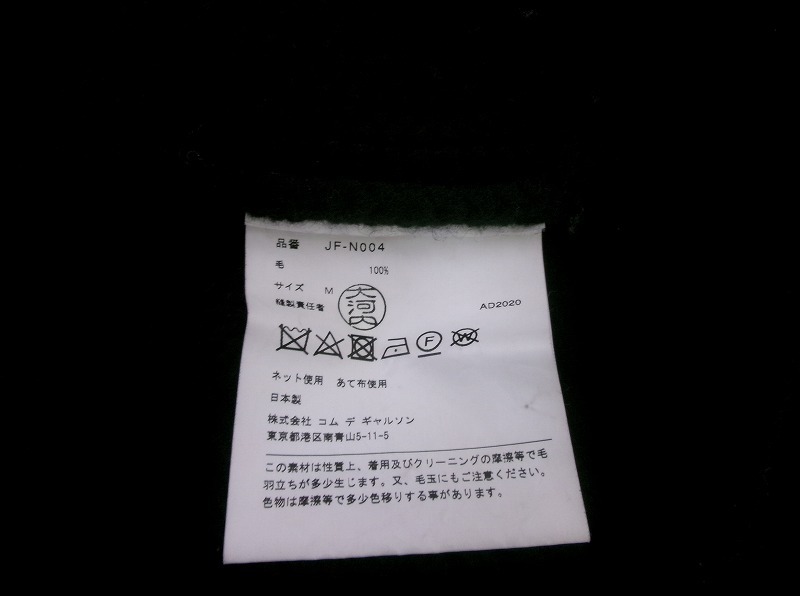 品番 JF-N004
毛 100%
サイズ M
縫製責任者 大河内 AD2020
F W
ネット使用 あて布使用
日本製
株式会社 コム デ ギャルソン
東京都港区南青山5-11-5
この素材は性質上、着用及びクリーニングの摩擦等で毛
羽立ちが多少生じます。又、毛玉にもご注意ください。
色物は摩擦等で多少色移りする事があります。